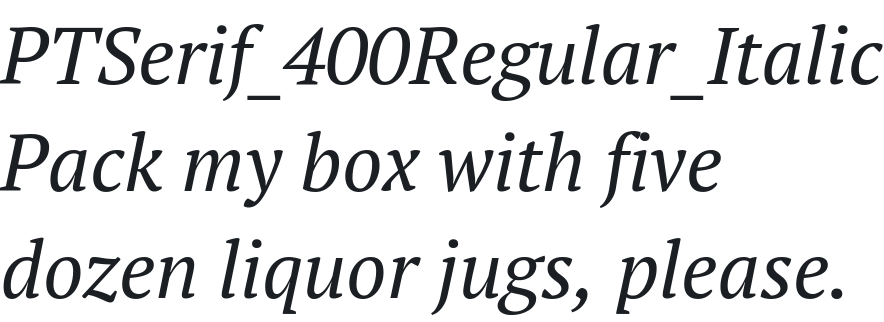 PTSerif_400Regular_Italic
Pack my box with five
dozen liquor jugs, please.